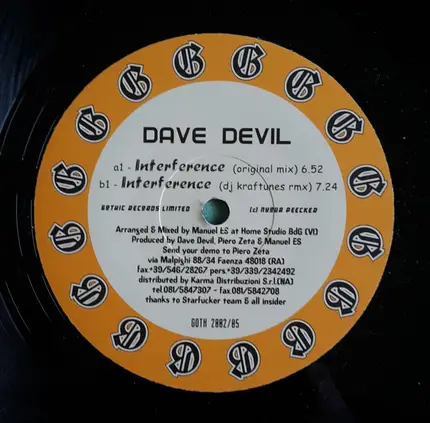 DAVE DEVIL
a1 - Interference (original mix) 6.52
b1 - Interference (dj kraftunes rmx) 7.24
GOTHIC RECORDS LIMITED (c) NUMBA PEECKER
Arranged & Mixed by Manuel ES at Home Studio BdG (VI)
Produced by Dave Devil, Piero Zeta & Manuel ES
Send your demo to Piero Zeta
via Malpighi 88/34 Faenza 48018 (RA)
fax.+39/546/28267 pers.+39/339/2342492
distributed by Karma Distribuzioni S.r.l.(NA)
tel.081/5847307 - fax 081/5842708
thanks to Starfucker team & all insider
GOTH 2002/05